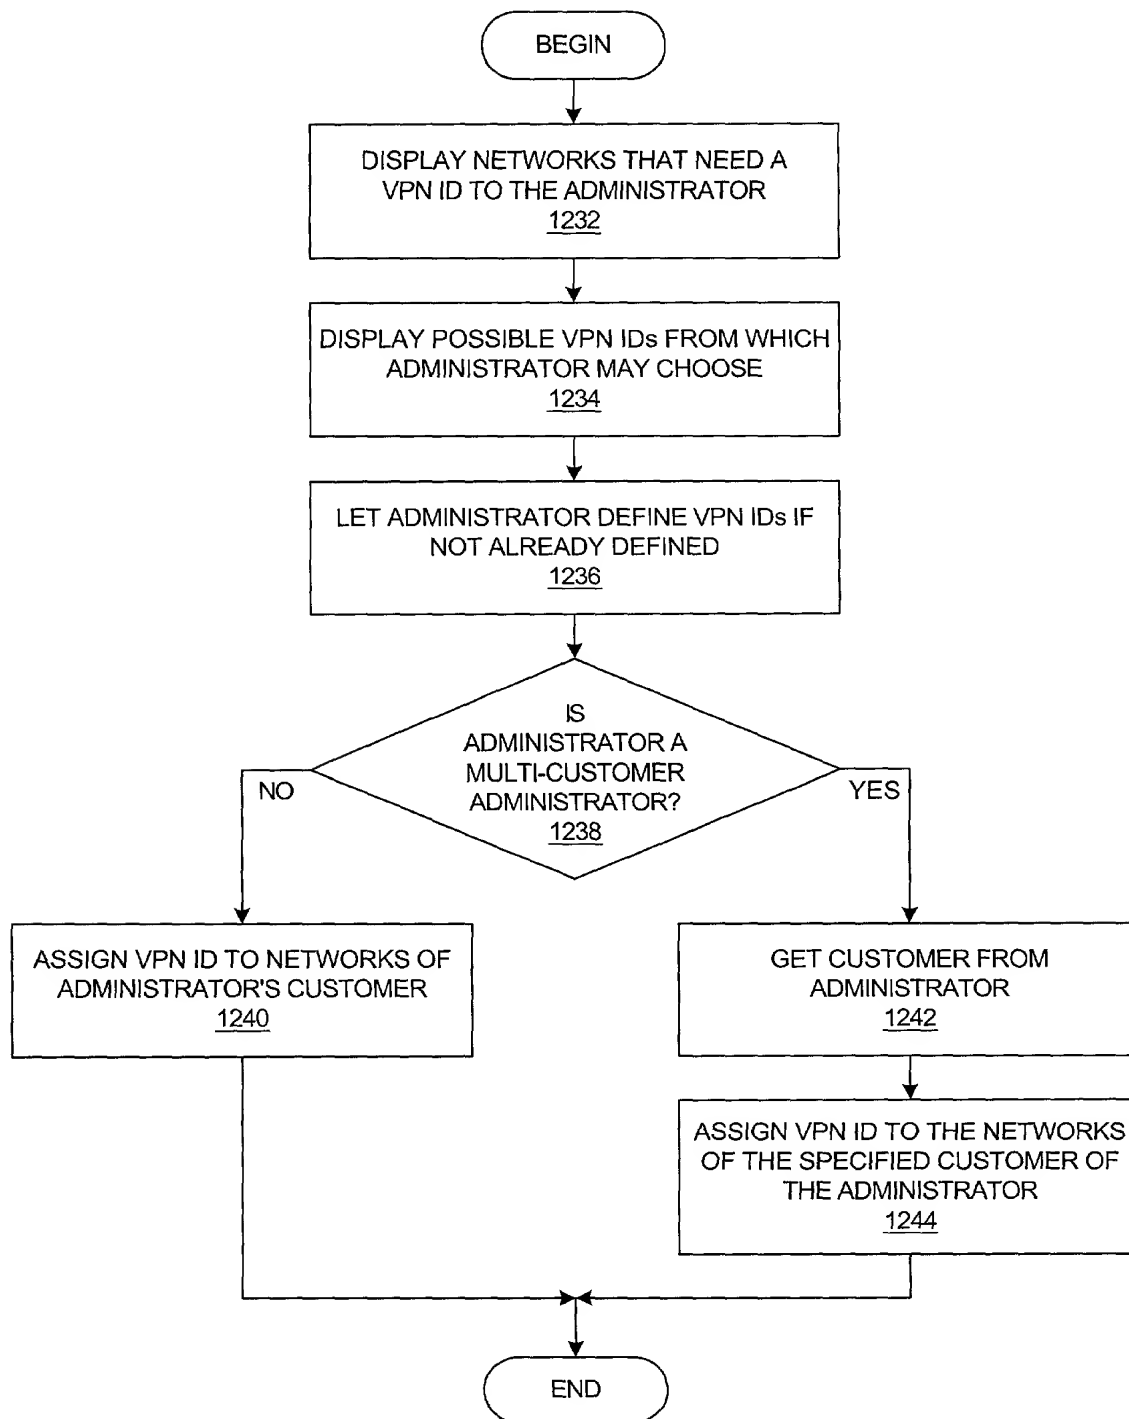 BEGIN
DISPLAY NETWORKS THAT NEED A
VPN ID TO THE ADMINISTRATOR
1232
DISPLAY POSSIBLE VPN IDs FROM WHICH
ADMINISTRATOR MAY CHOOSE
1234
LET ADMINISTRATOR DEFINE VPN IDs IF
NOT ALREADY DEFINED
1236
IS
ADMINISTRATOR A
MULTI-CUSTOMER
ADMINISTRATOR?
1238
NO
YES
ASSIGN VPN ID TO NETWORKS OF
ADMINISTRATOR'S CUSTOMER
1240
GET CUSTOMER FROM
ADMINISTRATOR
1242
ASSIGN VPN ID TO THE NETWORKS
OF THE SPECIFIED CUSTOMER OF
THE ADMINISTRATOR
1244
END